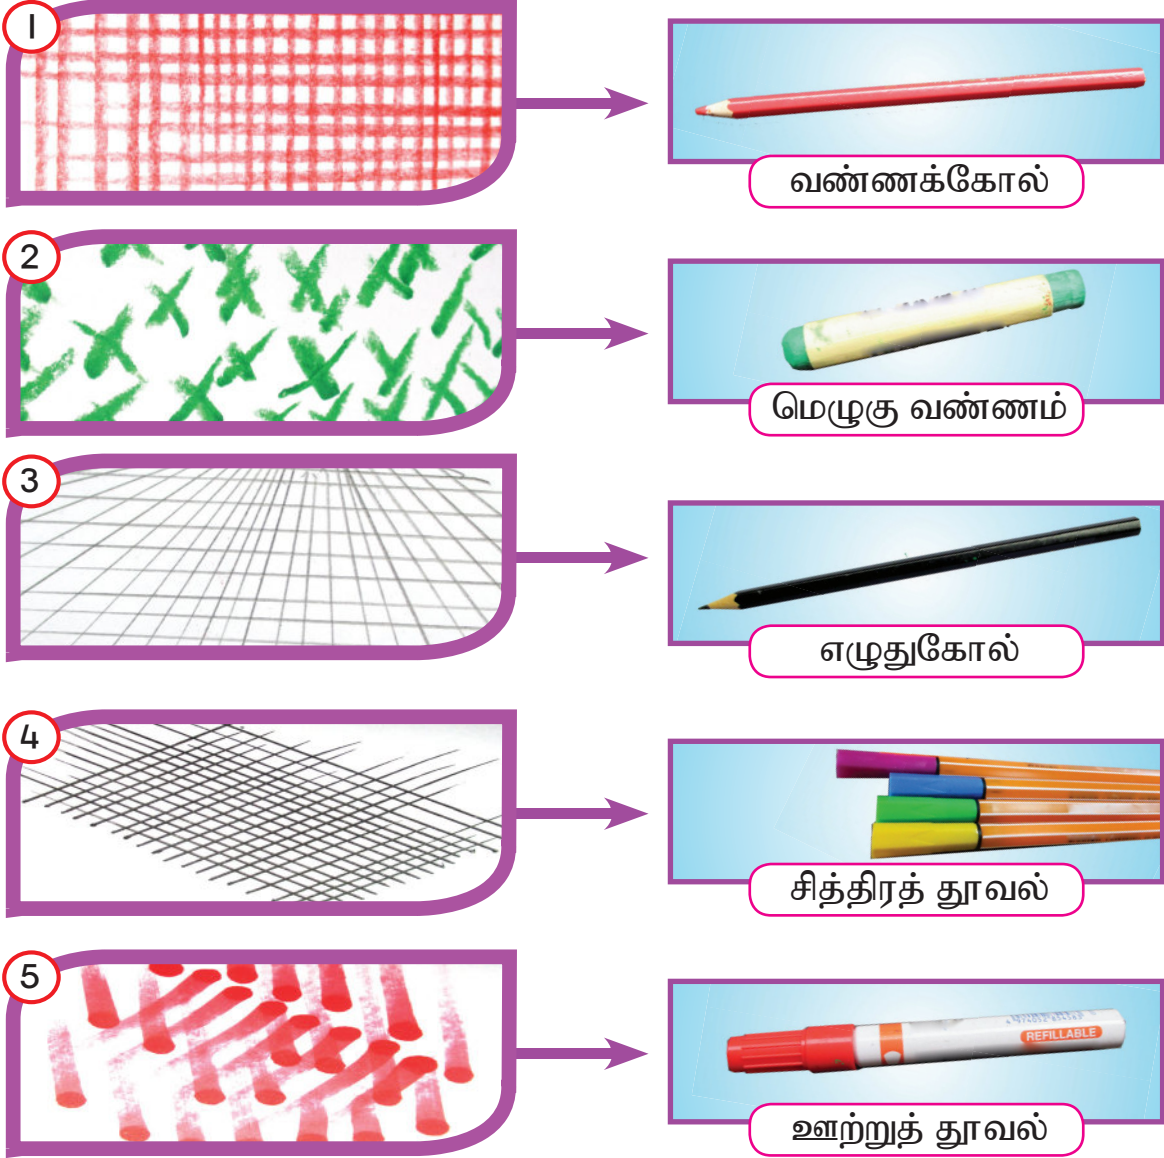 1
வண்ணக்கோல்
2
மெழுகு வண்ணம்
3
எழுதுகோல்
4
சித்திரத் தூவல்
5
REFILLABLE
ஊற்றுத் தூவல்